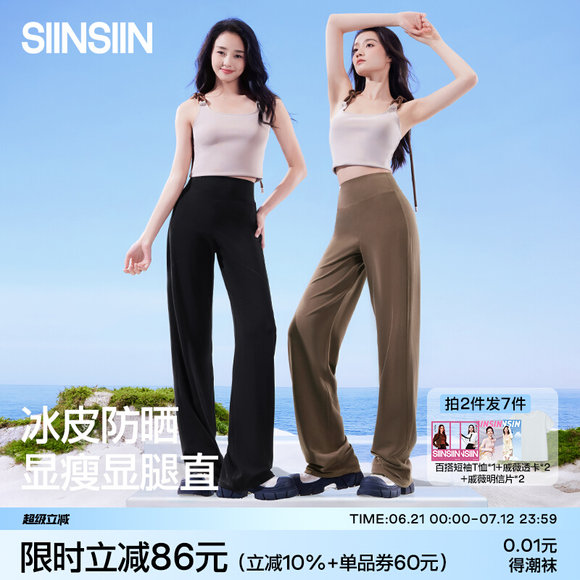 SIINSIIN
冰皮防晒
显瘦显腿直
拍2件发7件
SIINSIIN
INSIN
百搭短袖T恤*1+戚薇透卡*2
+戚薇明信片*2
超级立减
TIME:06.21 00:00-07.12 23:59
限时立减86元(立减10%+单品券60元)
0.01元
得潮袜